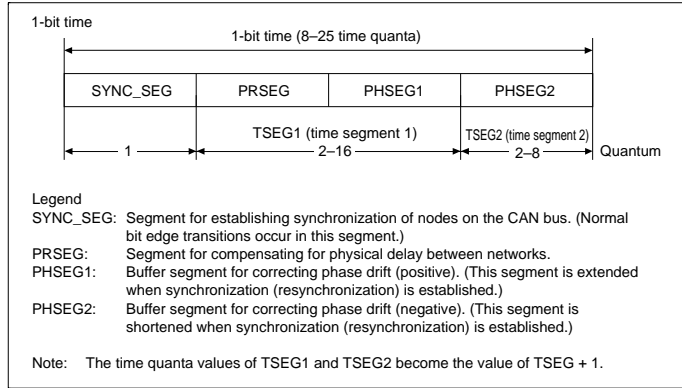 1-bit time
1-bit time (8–25 time quanta)
SYNC_SEG PRSEG PHSEG1 PHSEG2
TSEG1 (time segment 1) TSEG2 (time segment 2)
1 2–16 2–8 Quantum
Legend
SYNC_SEG: Segment for establishing synchronization of nodes on the CAN bus. (Normal
bit edge transitions occur in this segment.)
PRSEG: Segment for compensating for physical delay between networks.
PHSEG1: Buffer segment for correcting phase drift (positive). (This segment is extended
when synchronization (resynchronization) is established.)
PHSEG2: Buffer segment for correcting phase drift (negative). (This segment is
shortened when synchronization (resynchronization) is established.)
Note: The time quanta values of TSEG1 and TSEG2 become the value of TSEG + 1.